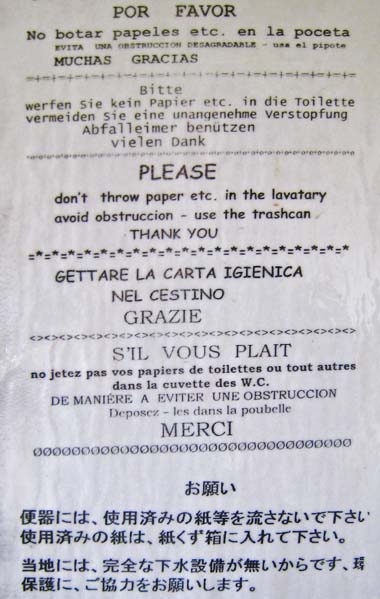 POR FAVOR
No botar papeles etc. en la poceta
EVITA UNA OBSTRUCCION DESAGRADABLE - use el pipote
MUCHAS GRACIAS
Bitte
werfen Sie kein Papier etc. in die Toilette
vermeiden Sie eine unangenehme Verstopfung
Abfalleimer benützen
vielen Dank
PLEASE
don't throw paper etc. in the lavatary
avoid obstruccion - use the trashcan
THANK YOU
=*=*=*=*=*=*=*=*=*=*=*=*=*=*=*=*=*=*
GETTARE LA CARTA IGIENICA
NEL CESTINO
GRAZIE
<><><><><><><><><><><><><><><><><><><>
S'IL VOUS PLAIT
no jetez pas vos papiers de toilettes ou tout autres
dans la cuvette des W.C.
DE MANIÈRE A EVITER UNE OBSTRUCCION
Deposez - les dans la poubelle
MERCI
ØØØØØØØØØØØØØØØØØØØØØØØØØØØØØØØØ
お願い
便器には、使用済みの紙等を流さないで下さい
使用済みの紙は、紙くず箱に入れて下さい。
当地には、完全な下水設備が無いからです、環
保護に、ご協力をお願いします。